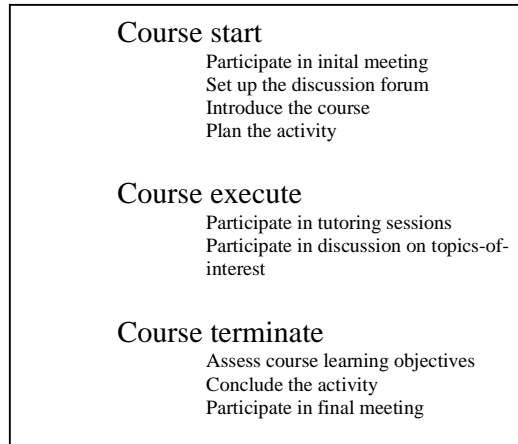 Course start
Participate in inital meeting
Set up the discussion forum
Introduce the course
Plan the activity
Course execute
Participate in tutoring sessions
Participate in discussion on topics-of-
interest
Course terminate
Assess course learning objectives
Conclude the activity
Participate in final meeting